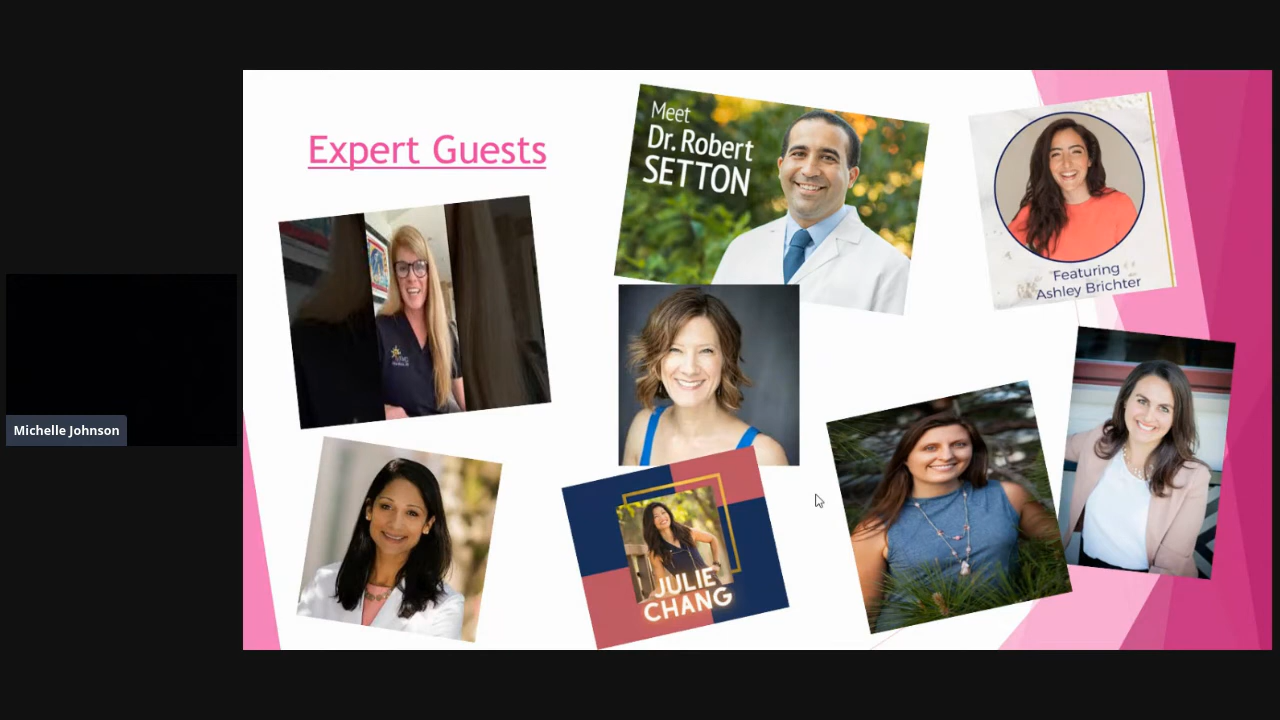 Expert Guests
Meet
Dr. Robert
SETTON
Featuring
Ashley Brichter
JULIE
CHANG
Michelle Johnson